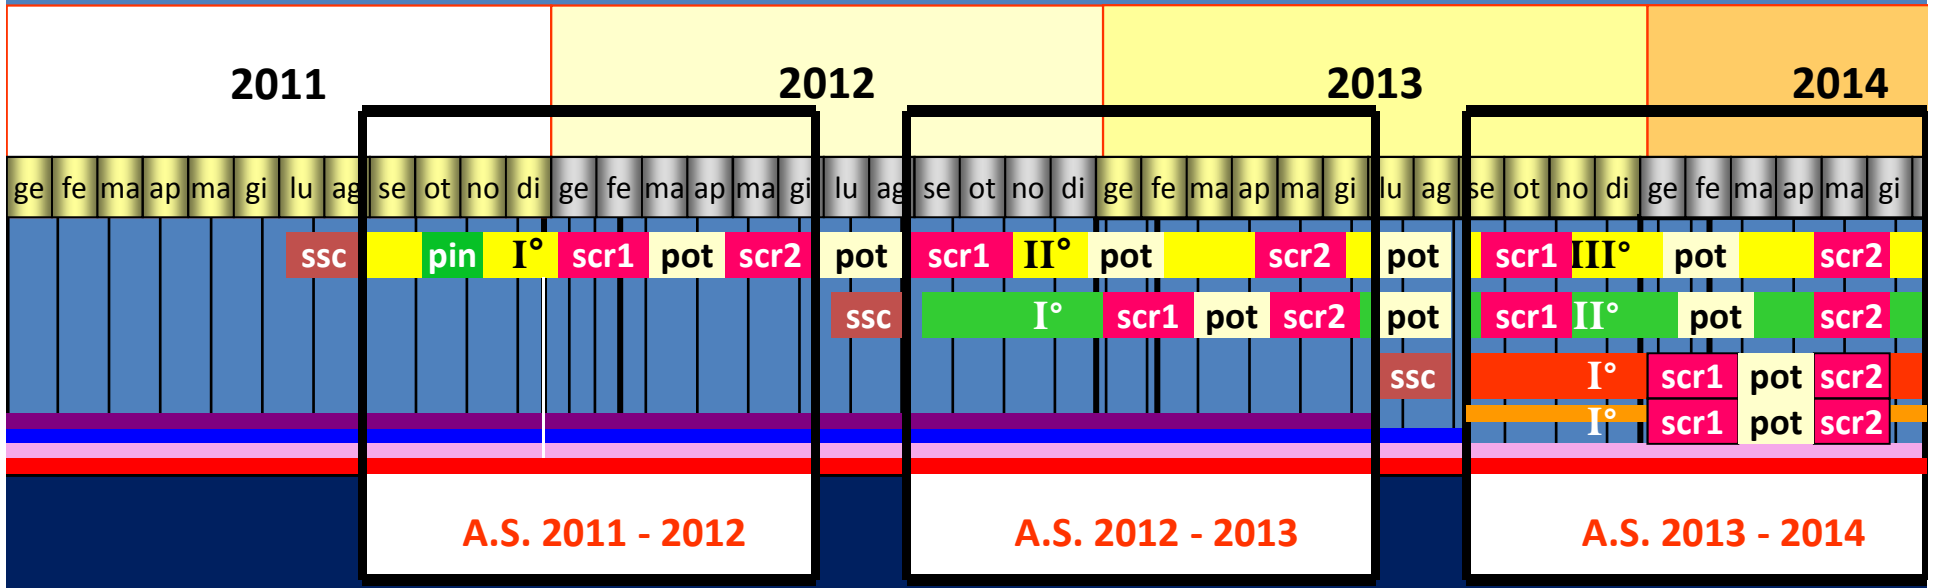 2011 2012 2013 2014
ge fe ma ap ma gi lu ag se ot no di ge fe ma ap ma gi lu ag se ot no di ge fe ma ap ma gi lu ag se ot no di ge fe ma ap ma gi
ssc pin I° scr1 pot scr2 pot scr1 II° pot scr2 pot scr1 III° pot scr2
ssc I° scr1 pot scr2 pot scr1 II° pot scr2
ssc I° scr1 pot scr2
I° scr1 pot scr2
A.S. 2011 - 2012 A.S. 2012 - 2013 A.S. 2013 - 2014